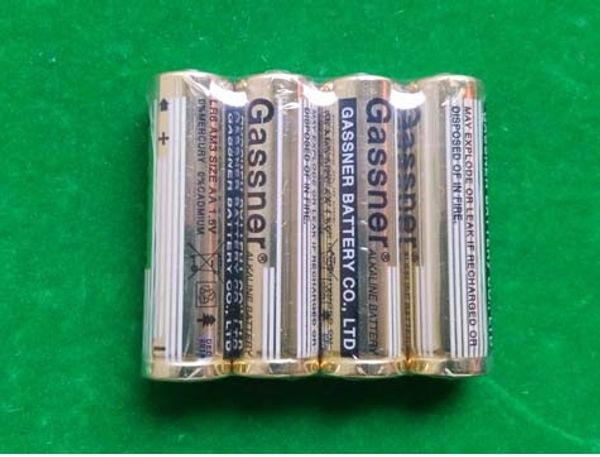 +
LR6 AM3 SIZE AA 1.5V
0%MERCURY 0%CADMIUM
GASSNER BATTERY CO., LTD
Gassner®
ALKALINE BATTERY
MAY EXPLODE OR LEAK IF RECHARGED OR
DISPOSED OF IN FIRE.
GASSNER BATTERY CO., LTD
Gassner®
ALKALINE BATTERY
MAY EXPLODE OR LEAK IF RECHARGED OR
DISPOSED OF IN FIRE.